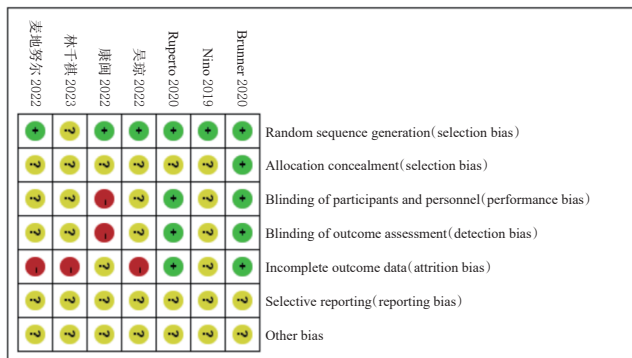 麦地努尔 2022
林千祺 2023
康闽 2022
吴琼 2022
Ruperto 2020
Nino 2019
Brunner 2020
+ ? + + + + + Random sequence generation(selection bias)
? ? ? ? ? ? + Allocation concealment(selection bias)
? ? - ? + ? + Blinding of participants and personnel(performance bias)
? ? - ? + ? + Blinding of outcome assessment(detection bias)
- - ? - + ? + Incomplete outcome data(attrition bias)
? ? ? ? ? ? ? Selective reporting(reporting bias)
? ? ? ? ? ? ? Other bias